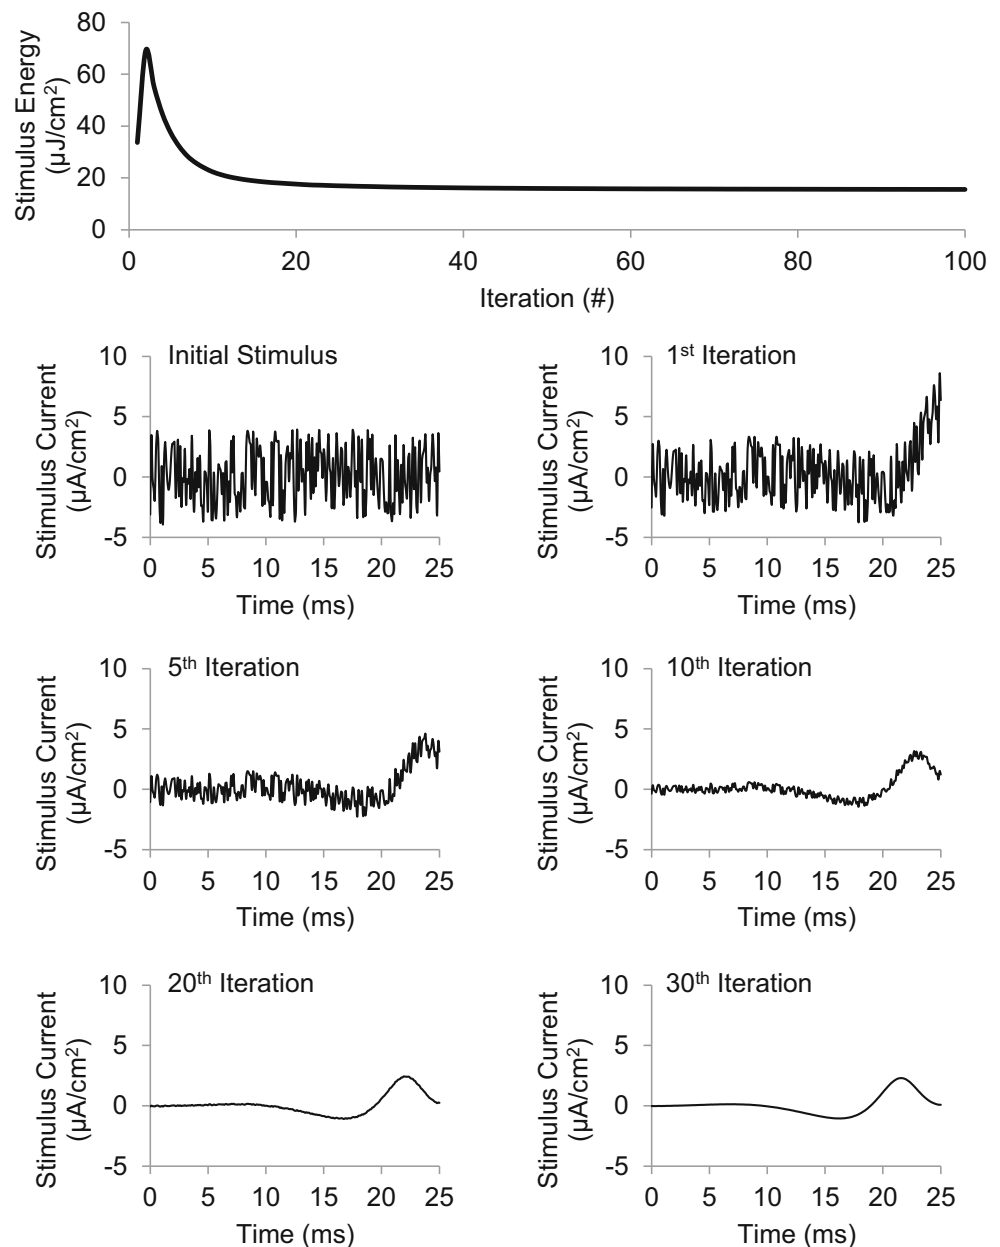 Stimulus Energy
(µJ/cm²)
80
60
40
20
0
0 20 40 60 80 100
Iteration (#)
Initial Stimulus
Stimulus Current
(µA/cm²)
10
5
0
-5
0 5 10 15 20 25
Time (ms)
1st Iteration
Stimulus Current
(µA/cm²)
10
5
0
-5
0 5 10 15 20 25
Time (ms)
5th Iteration
Stimulus Current
(µA/cm²)
10
5
0
-5
0 5 10 15 20 25
Time (ms)
10th Iteration
Stimulus Current
(µA/cm²)
10
5
0
-5
0 5 10 15 20 25
Time (ms)
20th Iteration
Stimulus Current
(µA/cm²)
10
5
0
-5
0 5 10 15 20 25
Time (ms)
30th Iteration
Stimulus Current
(µA/cm²)
10
5
0
-5
0 5 10 15 20 25
Time (ms)